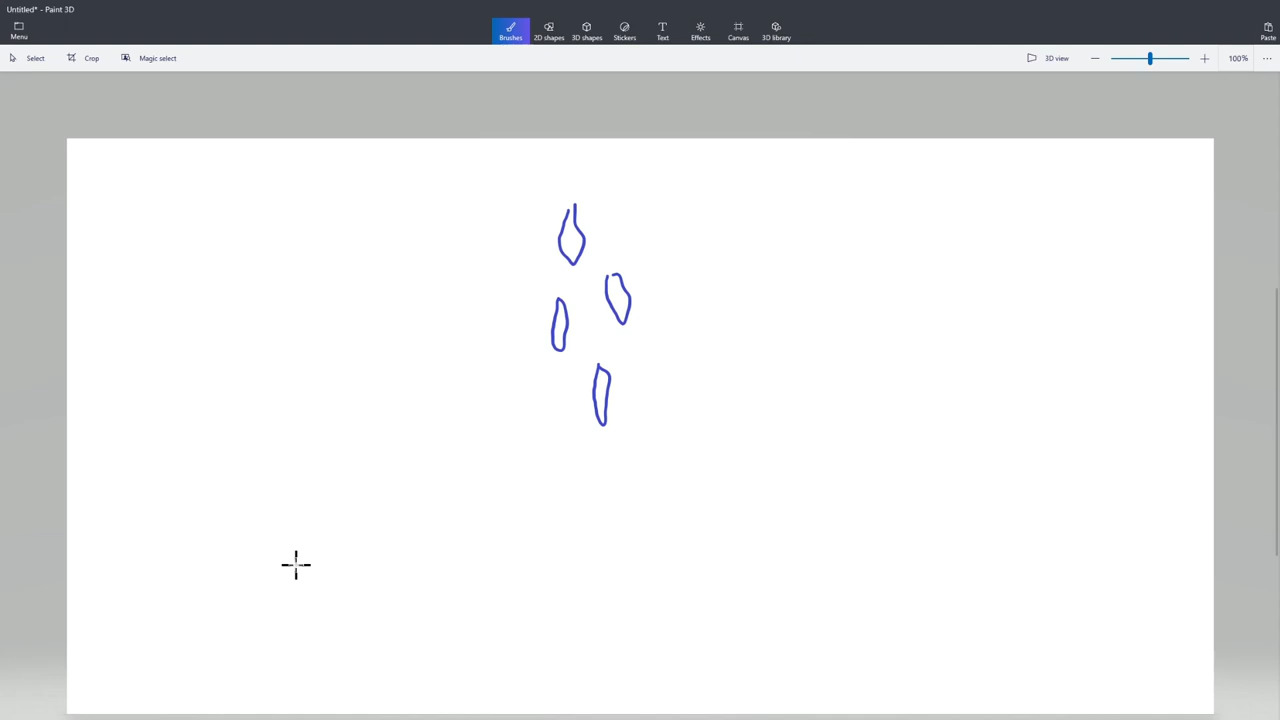 Untitled* - Paint 3D
Menu
Brushes 2D shapes 3D shapes Stickers Text Effects Canvas 3D library Paste
Select Crop Magic select 3D view 100%